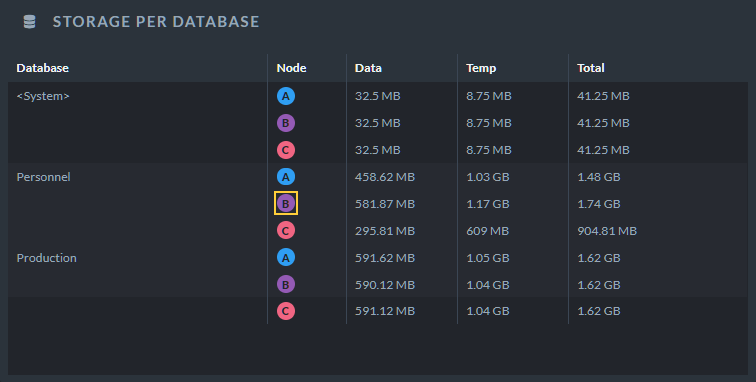 STORAGE PER DATABASE
Database Node Data Temp Total
<System> A 32.5 MB 8.75 MB 41.25 MB
B 32.5 MB 8.75 MB 41.25 MB
C 32.5 MB 8.75 MB 41.25 MB
Personnel A 458.62 MB 1.03 GB 1.48 GB
B 581.87 MB 1.17 GB 1.74 GB
C 295.81 MB 609 MB 904.81 MB
Production A 591.62 MB 1.05 GB 1.62 GB
B 590.12 MB 1.04 GB 1.62 GB
C 591.12 MB 1.04 GB 1.62 GB